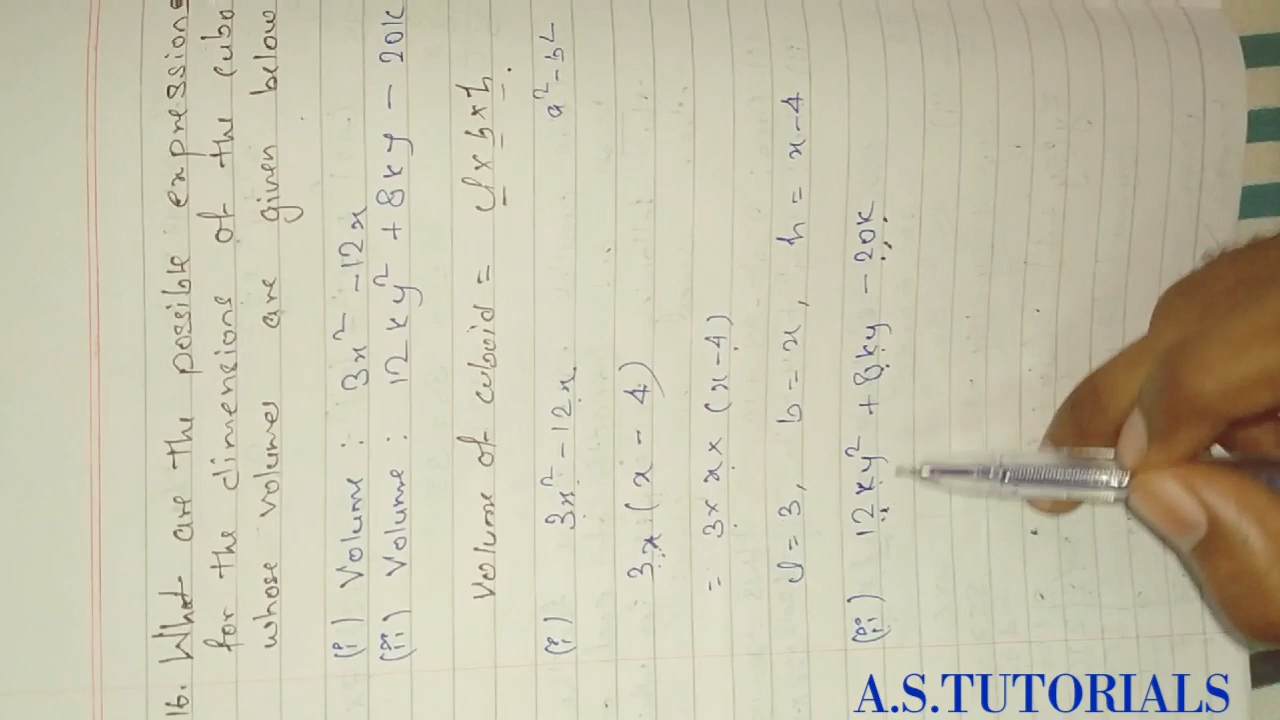 16. What are the possible expressions
for the dimensions of the cubo
whose volumes are given below
(i) Volume : 3x² - 12x
(ii) Volume : 12ky² + 8ky - 20k
Volume of cuboid = l × b × h.
(i) 3x² - 12x a² - b²
3x (x - 4)
= 3 × x × (x - 4)
l = 3, b = x, h = x - 4
(ii) 12ky² + 8ky - 20k
A.S.TUTORIALS